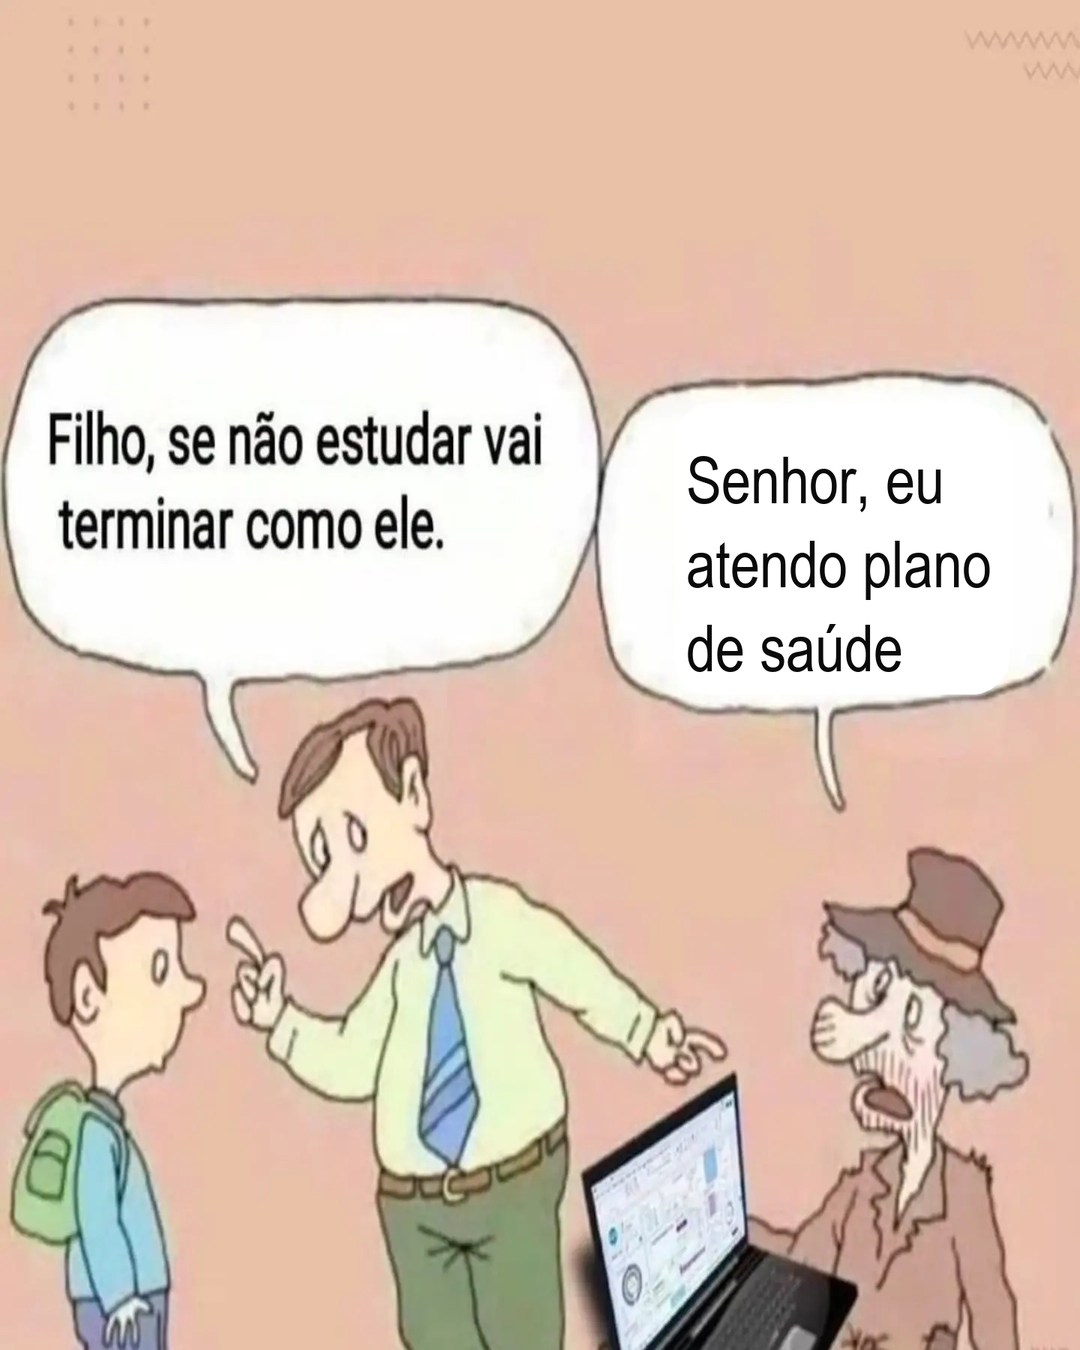 Filho, se não estudar vai
terminar como ele.
Senhor, eu
atendo plano
de saúde